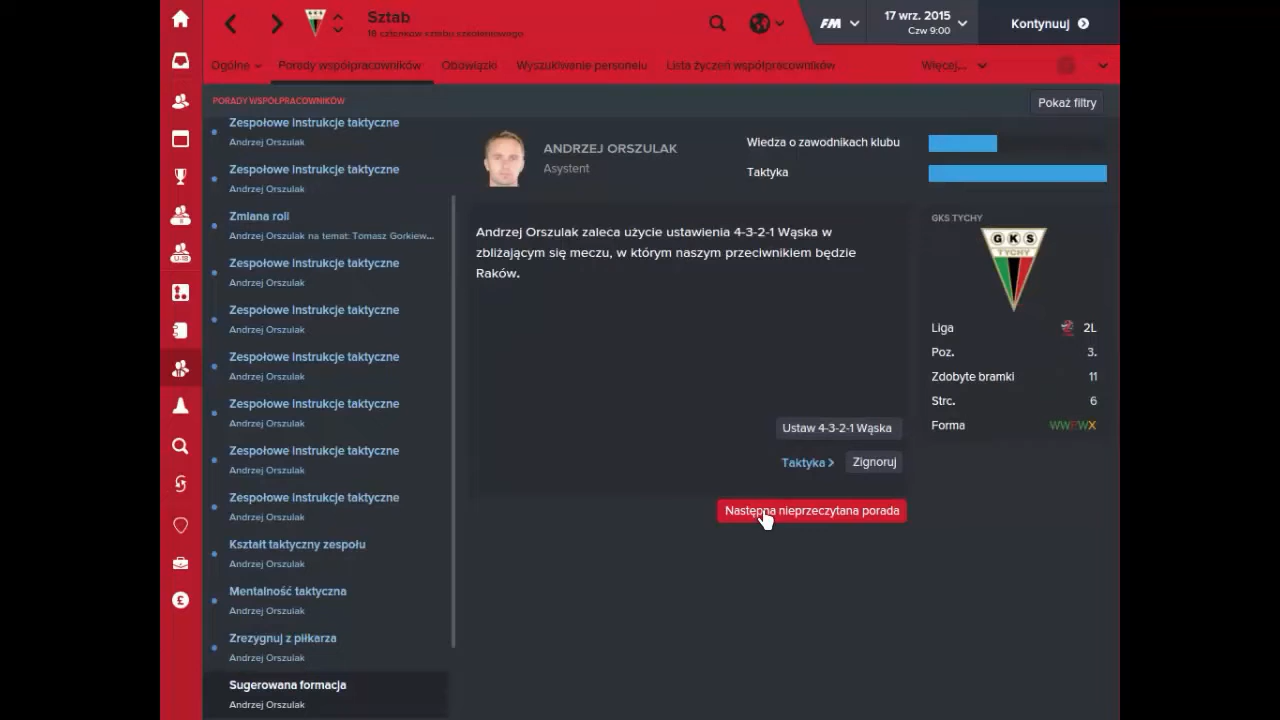 Sztab
18 członków sztabu szkoleniowego
FM
17 wrz. 2015
Czw 9:00
Kontynuuj
Ogólne
Porady współpracowników
Obowiązki
Wyszukiwanie personelu
Lista życzeń współpracowników
Więcej...
PORADY WSPÓŁPRACOWNIKÓW
Pokaż filtry
Zespołowe instrukcje taktyczne
Andrzej Orszulak
Zespołowe instrukcje taktyczne
Andrzej Orszulak
Zmiana roli
Andrzej Orszulak na temat: Tomasz Gorkiew...
Zespołowe instrukcje taktyczne
Andrzej Orszulak
Zespołowe instrukcje taktyczne
Andrzej Orszulak
Zespołowe instrukcje taktyczne
Andrzej Orszulak
Zespołowe instrukcje taktyczne
Andrzej Orszulak
Zespołowe instrukcje taktyczne
Andrzej Orszulak
Zespołowe instrukcje taktyczne
Andrzej Orszulak
Kształt taktyczny zespołu
Andrzej Orszulak
Mentalność taktyczna
Andrzej Orszulak
Zrezygnuj z piłkarza
Andrzej Orszulak
Sugerowana formacja
Andrzej Orszulak
ANDRZEJ ORSZULAK
Asystent
Wiedza o zawodnikach klubu
Taktyka
Andrzej Orszulak zaleca użycie ustawienia 4-3-2-1 Wąska w
zbliżającym się meczu, w którym naszym przeciwnikiem będzie
Raków.
Ustaw 4-3-2-1 Wąska
Taktyka
Zignoruj
Następna nieprzeczytana porada
GKS TYCHY
GKS
TYCHY
Liga 2L
Poz. 3.
Zdobyte bramki 11
Strc. 6
Forma